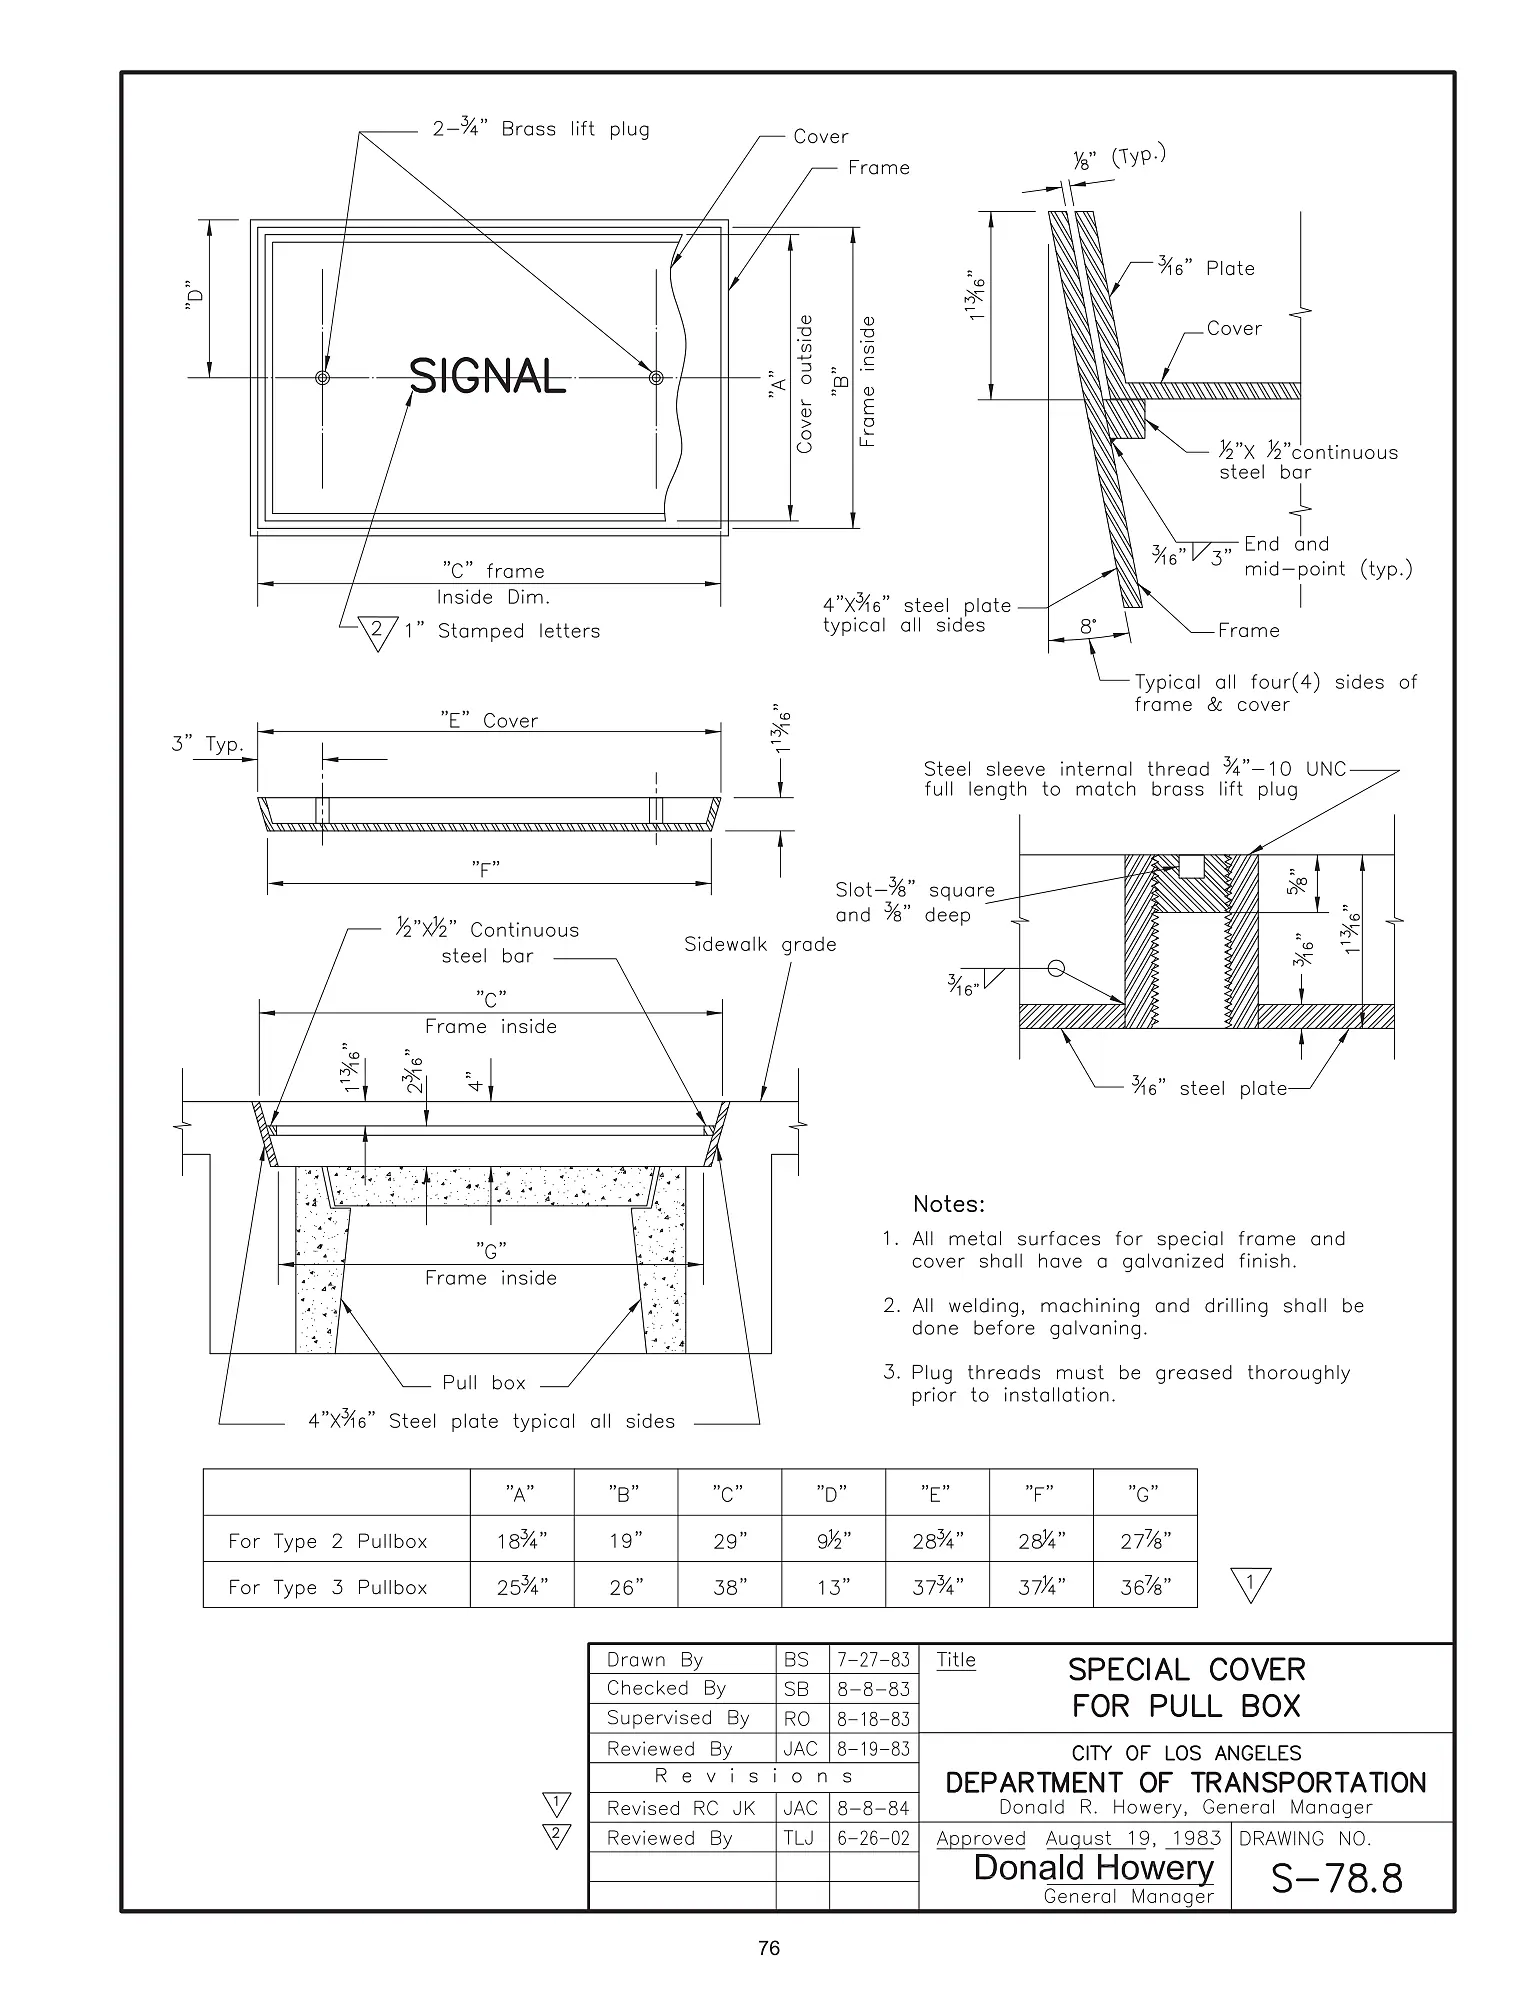 2-¾" Brass lift plug
Cover
Frame
"D"
SIGNAL
"A"
Cover outside
"B"
Frame inside
"C" frame
Inside Dim.
2
1" Stamped letters
⅛" (Typ.)
1 13/16"
3/16" Plate
Cover
½"X ½"continuous
steel bar
3/16" 3"
End and
mid-point (typ.)
4"X3/16" steel plate
typical all sides
8°
Frame
Typical all four(4) sides of
frame & cover
"E" Cover
3" Typ.
1 13/16"
"F"
Steel sleeve internal thread ¾"-10 UNC
full length to match brass lift plug
Slot-⅜" square
and ⅜" deep
⅝"
3/16"
1 13/16"
3/16"
3/16" steel plate
½"X½" Continuous
steel bar
Sidewalk grade
"C"
Frame inside
1 13/16"
2 3/16"
4"
"G"
Frame inside
Pull box
4"X3/16" Steel plate typical all sides
Notes:
1. All metal surfaces for special frame and
cover shall have a galvanized finish.
2. All welding, machining and drilling shall be
done before galvaning.
3. Plug threads must be greased thoroughly
prior to installation.
"A" "B" "C" "D" "E" "F" "G"
For Type 2 Pullbox 18¾" 19" 29" 9½" 28¾" 28¼" 27⅞"
For Type 3 Pullbox 25¾" 26" 38" 13" 37¾" 37¼" 36⅞"
1
Drawn By BS 7-27-83
Checked By SB 8-8-83
Supervised By RO 8-18-83
Reviewed By JAC 8-19-83
Revisions
1 Revised RC JK JAC 8-8-84
2 Reviewed By TLJ 6-26-02
Title
SPECIAL COVER
FOR PULL BOX
CITY OF LOS ANGELES
DEPARTMENT OF TRANSPORTATION
Donald R. Howery, General Manager
Approved August 19, 1983
Donald Howery
General Manager
DRAWING NO.
S-78.8
76